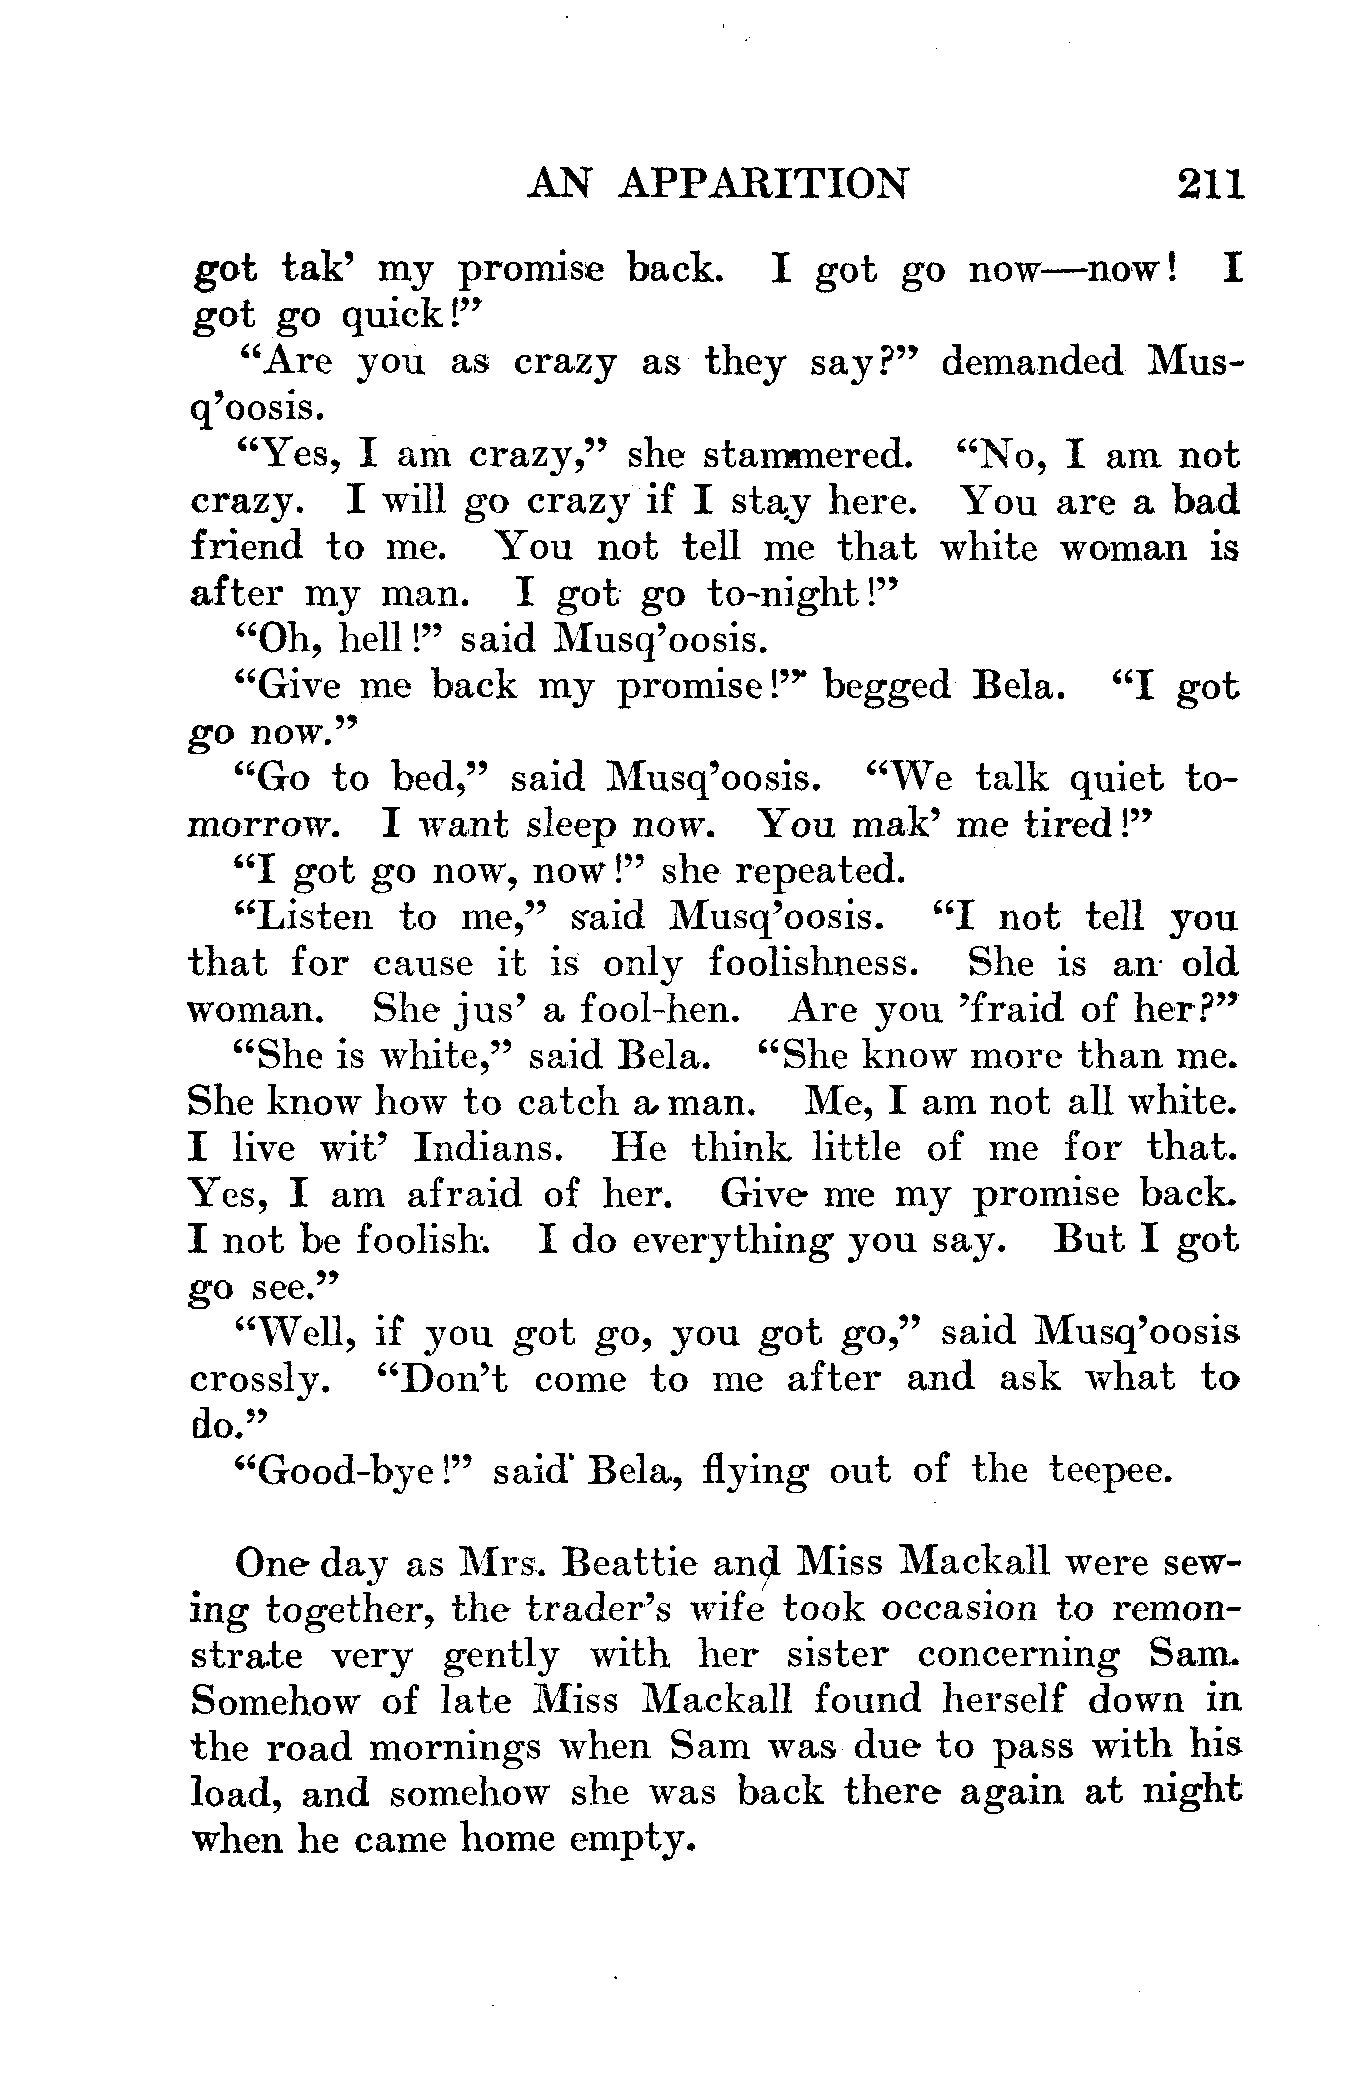 AN APPARITION 211
got tak’ my promise back. I got go now—now! I
got go quick!”
“Are you as crazy as they say?” demanded Mus-
q’oosis.
“Yes, I am crazy,” she stammered. “No, I am not
crazy. I will go crazy if I stay here. You are a bad
friend to me. You not tell me that white woman is
after my man. I got go to-night!”
“Oh, hell!” said Musq’oosis.
“Give me back my promise!” begged Bela. “I got
go now.”
“Go to bed,” said Musq’oosis. “We talk quiet to-
morrow. I want sleep now. You mak’ me tired!”
“I got go now, now!” she repeated.
“Listen to me,” said Musq’oosis. “I not tell you
that for cause it is only foolishness. She is an old
woman. She jus’ a fool-hen. Are you ’fraid of her?”
“She is white,” said Bela. “She know more than me.
She know how to catch a man. Me, I am not all white.
I live wit’ Indians. He think little of me for that.
Yes, I am afraid of her. Give me my promise back.
I not be foolish. I do everything you say. But I got
go see.”
“Well, if you got go, you got go,” said Musq’oosis
crossly. “Don’t come to me after and ask what to
do.”
“Good-bye!” said Bela, flying out of the teepee.
One day as Mrs. Beattie and Miss Mackall were sew-
ing together, the trader’s wife took occasion to remon-
strate very gently with her sister concerning Sam.
Somehow of late Miss Mackall found herself down in
the road mornings when Sam was due to pass with his
load, and somehow she was back there again at night
when he came home empty.